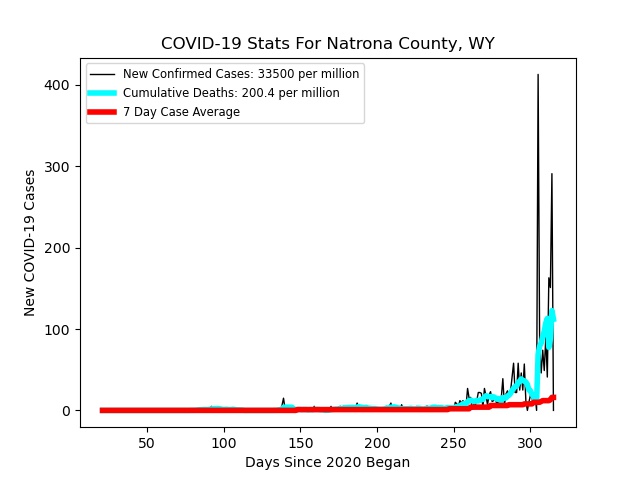 COVID-19 Stats For Natrona County, WY
New Confirmed Cases: 33500 per million
Cumulative Deaths: 200.4 per million
7 Day Case Average
New COVID-19 Cases
400
300
200
100
0
50 100 150 200 250 300
Days Since 2020 Began